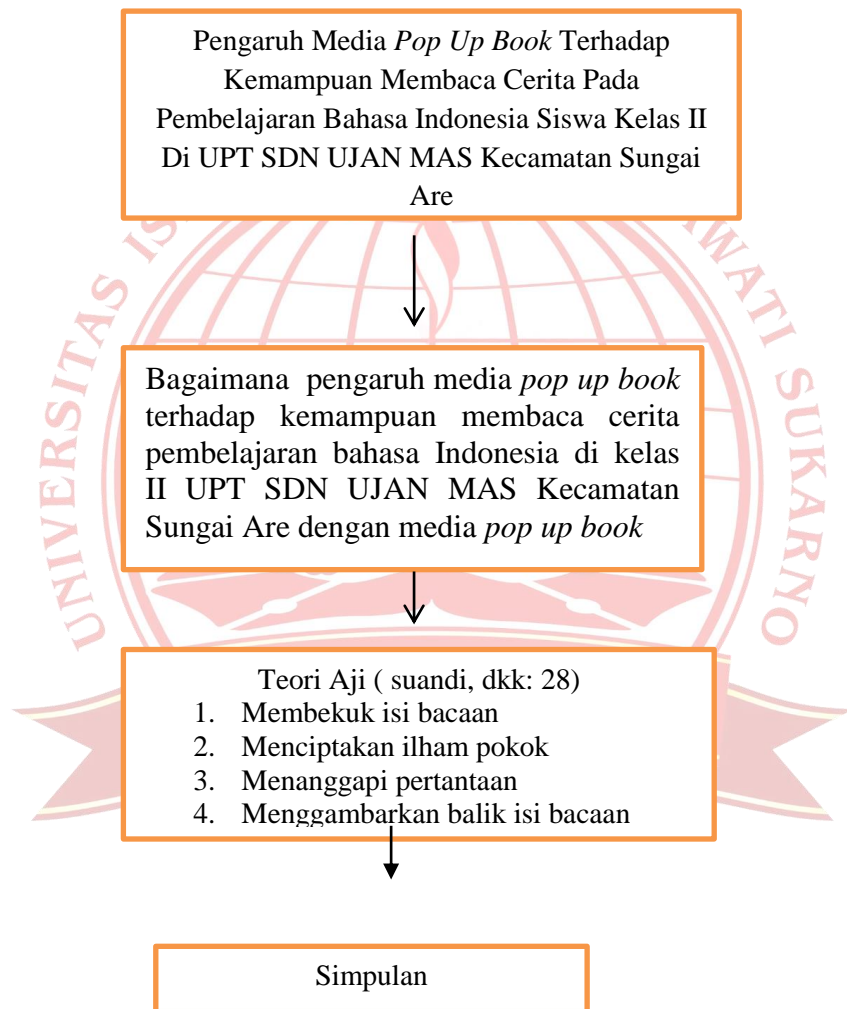 Pengaruh Media Pop Up Book Terhadap
Kemampuan Membaca Cerita Pada
Pembelajaran Bahasa Indonesia Siswa Kelas II
Di UPT SDN UJAN MAS Kecamatan Sungai
Are
Bagaimana pengaruh media pop up book
terhadap kemampuan membaca cerita
pembelajaran bahasa Indonesia di kelas
II UPT SDN UJAN MAS Kecamatan
Sungai Are dengan media pop up book
Teori Aji ( suandi, dkk: 28)
1. Membekuk isi bacaan
2. Menciptakan ilham pokok
3. Menanggapi pertantaan
4. Menggambarkan balik isi bacaan
Simpulan
UNIVERSITAS
SUKARNO